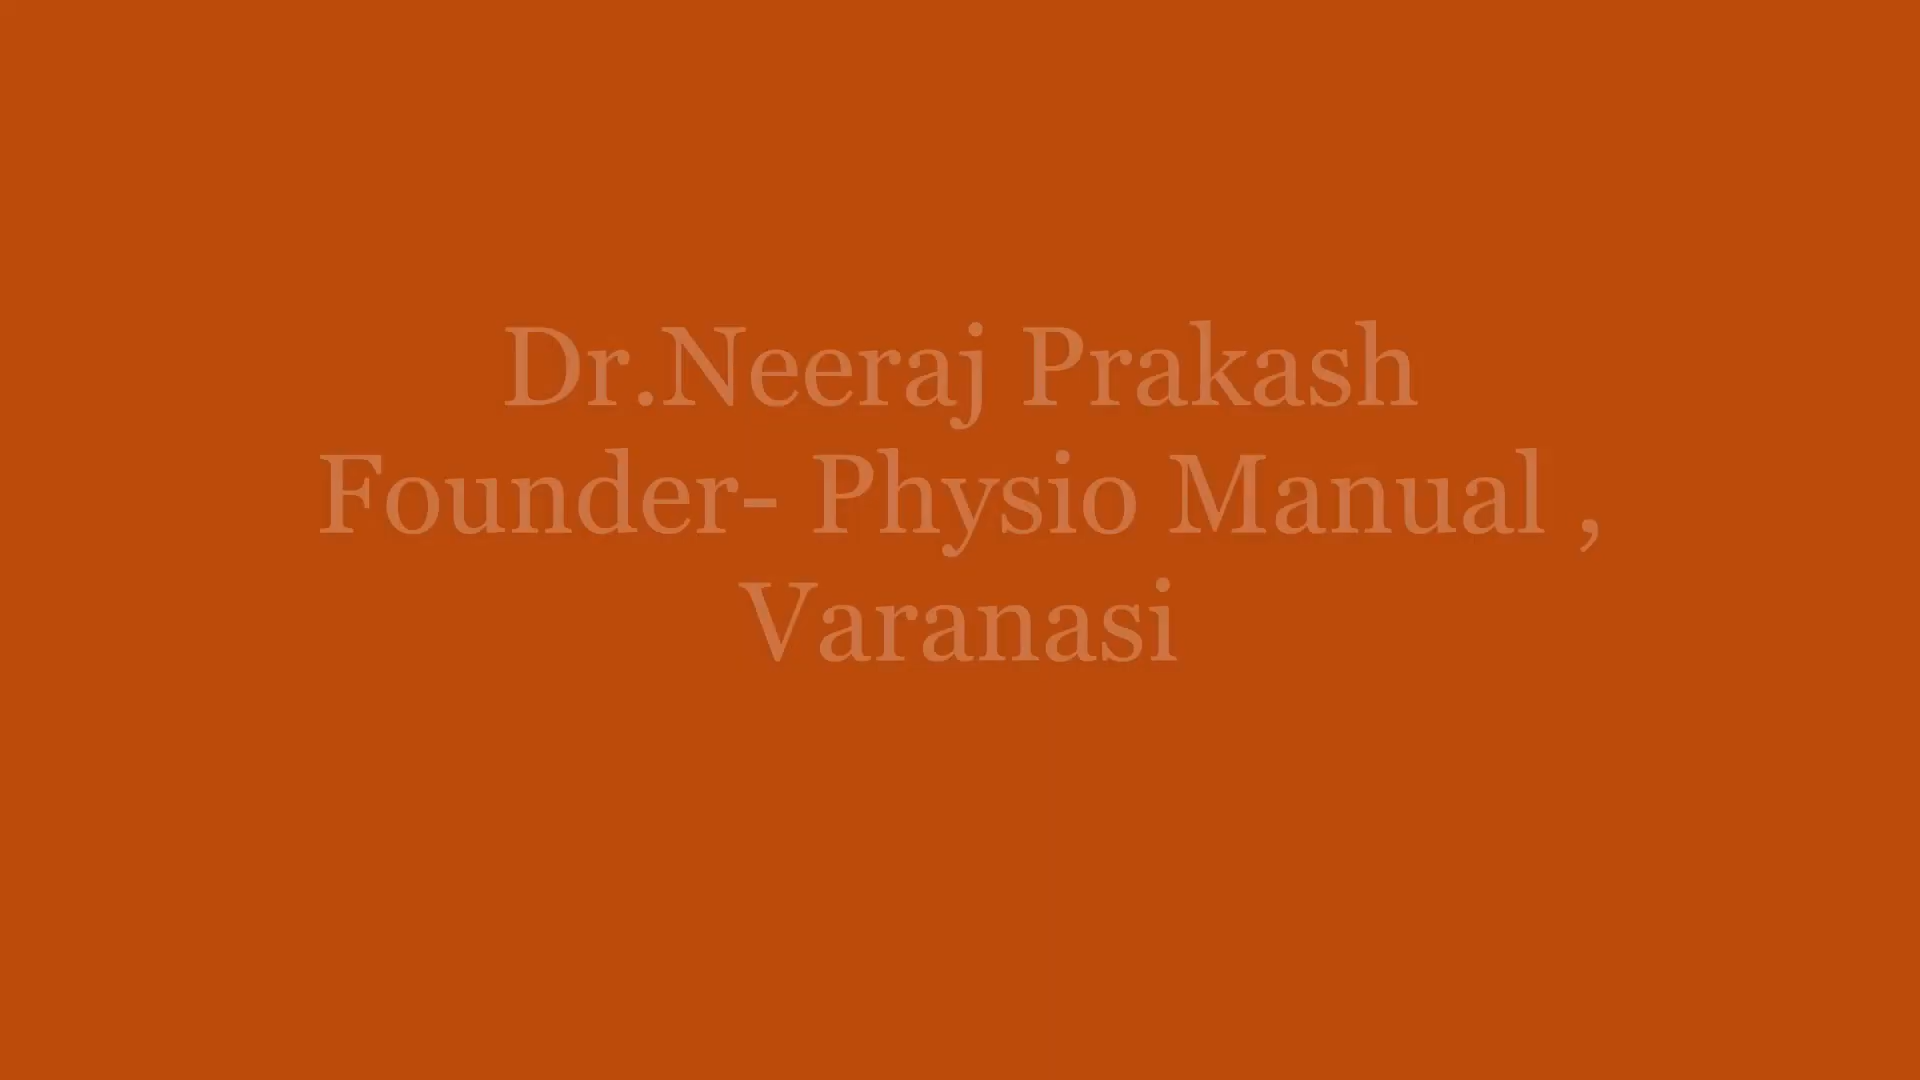 Dr.Neeraj Prakash
Founder- Physio Manual ,
Varanasi